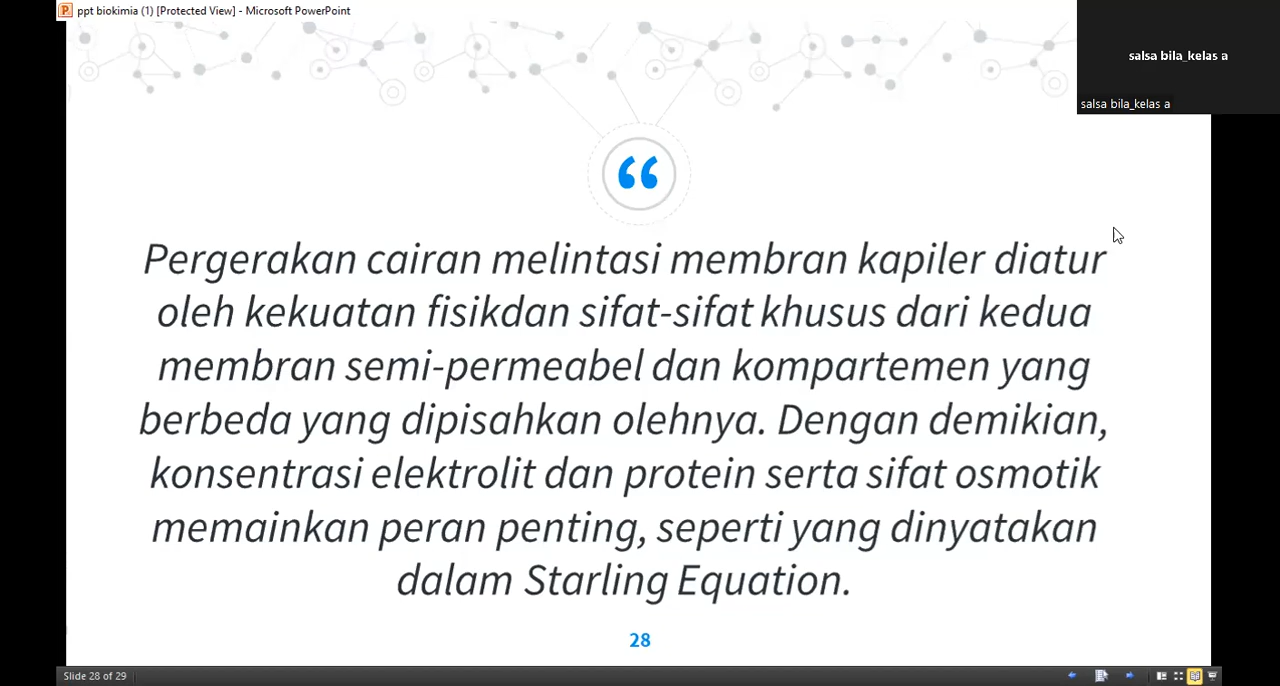 ppt biokimia (1) [Protected View] - Microsoft PowerPoint
salsa bila_kelas a
salsa bila_kelas a
“
Pergerakan cairan melintasi membran kapiler diatur
oleh kekuatan fisikdan sifat-sifat khusus dari kedua
membran semi-permeabel dan kompartemen yang
berbeda yang dipisahkan olehnya. Dengan demikian,
konsentrasi elektrolit dan protein serta sifat osmotik
memainkan peran penting, seperti yang dinyatakan
dalam Starling Equation.
28
Slide 28 of 29